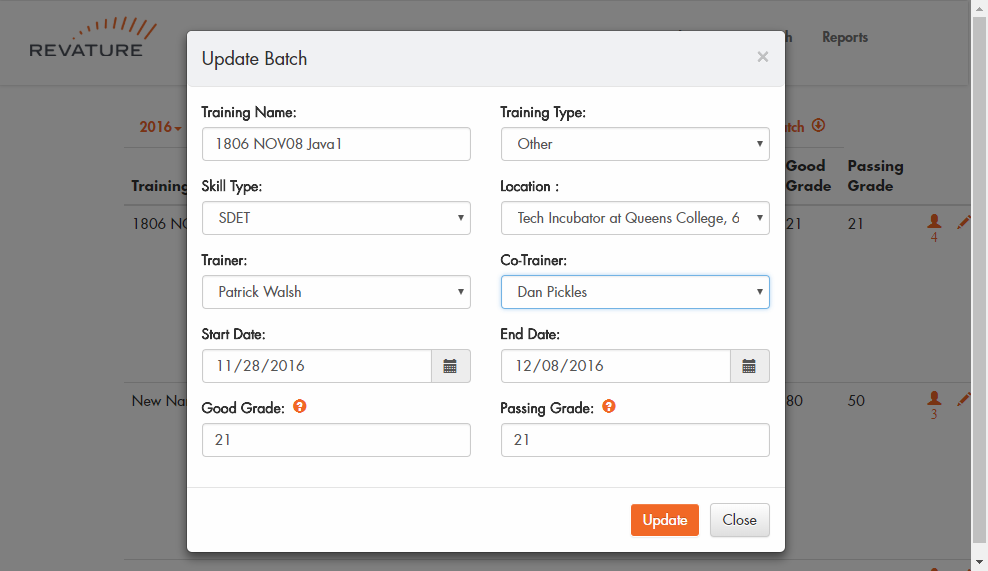 REVATURE
Reports
2016
Training
Good Grade
Passing Grade
1806
21
21
4
New
80
50
3
Update Batch
×
Training Name:
Training Type:
1806 NOV08 Java1
Other
Skill Type:
Location :
SDET
Tech Incubator at Queens College, 6
Trainer:
Co-Trainer:
Patrick Walsh
Dan Pickles
Start Date:
End Date:
11/28/2016
12/08/2016
Good Grade: ?
Passing Grade: ?
21
21
Update
Close